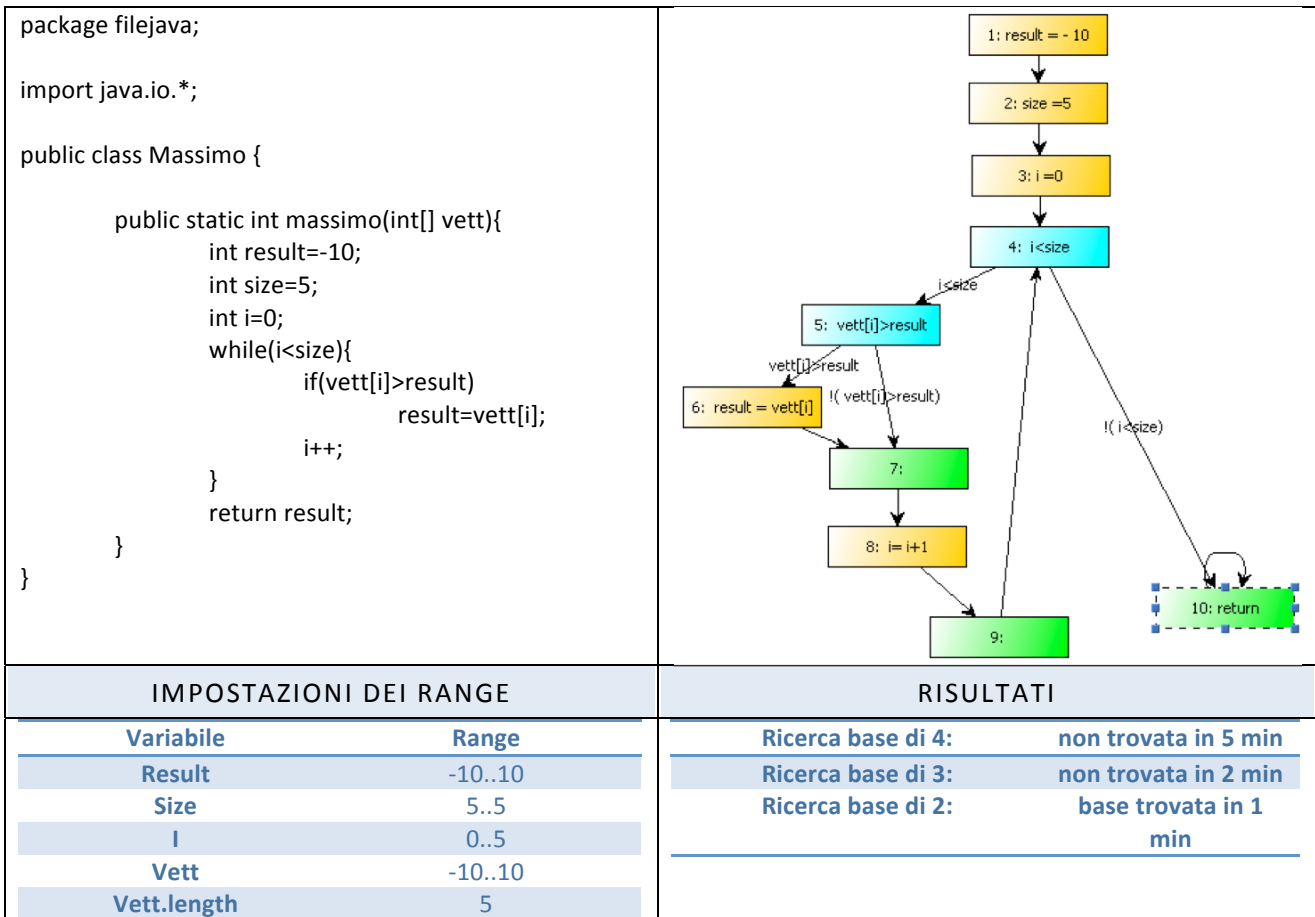 package filejava;
import java.io.*;
public class Massimo {
public static int massimo(int[] vett){
int result=-10;
int size=5;
int i=0;
while(i<size){
if(vett[i]>result)
result=vett[i];
i++;
}
return result;
}
}
1: result = - 10
2: size =5
3: i =0
4: i<size
i<size
5: vett[i]>result
vett[i]>result
!( vett[i]>result)
6: result = vett[i]
!( i<size)
7:
8: i= i+1
10: return
9:
IMPOSTAZIONI DEI RANGE
Variabile Range
Result -10..10
Size 5..5
I 0..5
Vett -10..10
Vett.length 5
RISULTATI
Ricerca base di 4: non trovata in 5 min
Ricerca base di 3: non trovata in 2 min
Ricerca base di 2: base trovata in 1
min